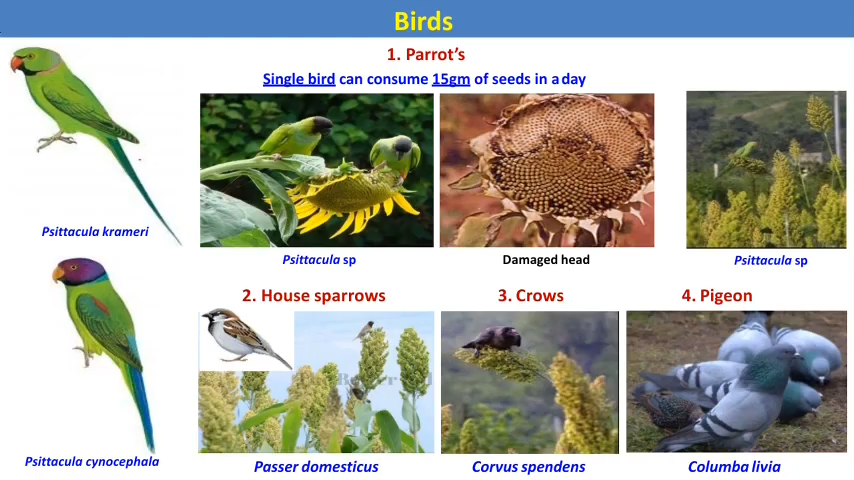 Birds
1. Parrot’s
Single bird can consume 15gm of seeds in a day
Psittacula krameri
Psittacula sp
Damaged head
Psittacula sp
2. House sparrows
3. Crows
4. Pigeon
Psittacula cynocephala
Passer domesticus
Corvus spendens
Columba livia